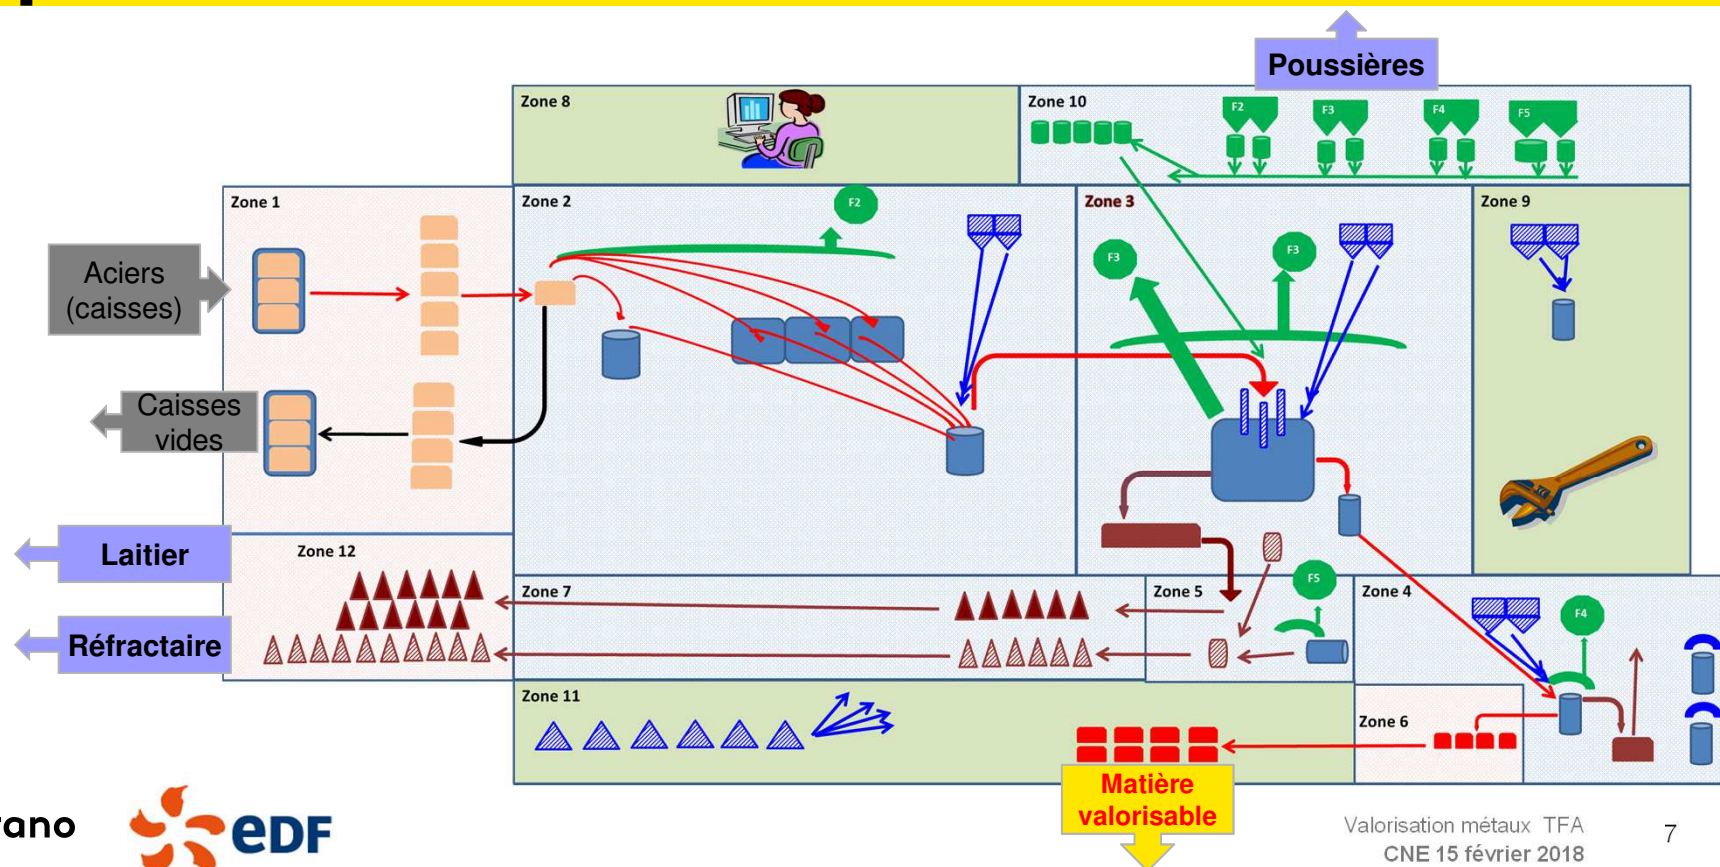 Poussières
Zone 8
Zone 10
F2
F3
F4
F5
Zone 1
Zone 2
F2
Zone 3
Zone 9
F3
F3
Aciers
(caisses)
Caisses
vides
Laitier
Zone 12
Zone 7
Zone 5
F5
Zone 4
F4
Réfractaire
Zone 11
Zone 6
Matière
valorisable
rano
eDF
Valorisation métaux TFA
7
CNE 15 février 2018